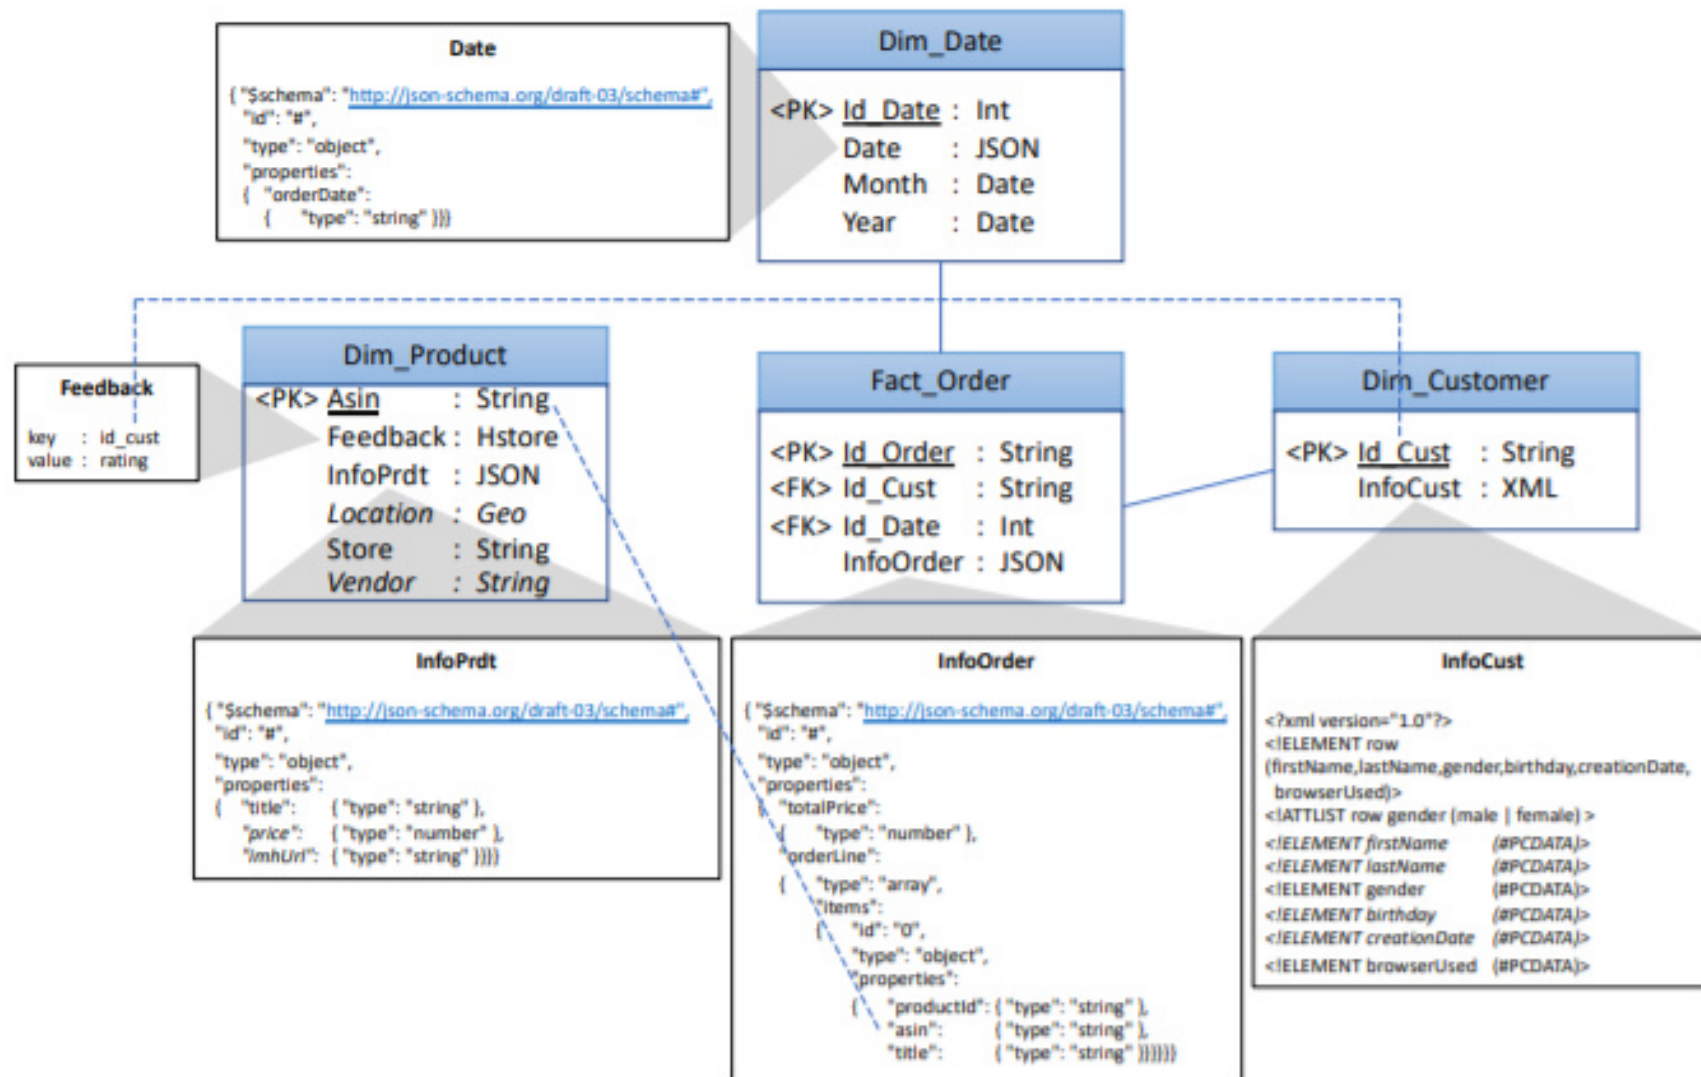 Date
{ "$schema": "http://json-schema.org/draft-03/schema#",
"id": "#",
"type": "object",
"properties":
{ "orderDate":
{ "type": "string" }}}
Dim_Date
<PK> Id_Date : Int
Date : JSON
Month : Date
Year : Date
Feedback
key : id_cust
value : rating
Dim_Product
<PK> Asin : String
Feedback : Hstore
InfoPrdt : JSON
Location : Geo
Store : String
Vendor : String
Fact_Order
<PK> Id_Order : String
<FK> Id_Cust : String
<FK> Id_Date : Int
InfoOrder : JSON
Dim_Customer
<PK> Id_Cust : String
InfoCust : XML
InfoPrdt
{ "$schema": "http://json-schema.org/draft-03/schema#",
"id": "#",
"type": "object",
"properties":
{ "title": { "type": "string" },
"price": { "type": "number" },
"imhUrl": { "type": "string" }}}}
InfoOrder
{ "$schema": "http://json-schema.org/draft-03/schema#",
"id": "#",
"type": "object",
"properties":
{ "totalPrice":
{ "type": "number" },
"orderLine":
{ "type": "array",
"items":
{ "id": "0",
"type": "object",
"properties":
{ "productId": { "type": "string" },
"asin": { "type": "string" },
"title": { "type": "string" }}}}}}
InfoCust
<?xml version="1.0"?>
<!ELEMENT row
(firstName,lastName,gender,birthday,creationDate,
browserUsed)>
<!ATTLIST row gender (male | female) >
<!ELEMENT firstName (#PCDATA)>
<!ELEMENT lastName (#PCDATA)>
<!ELEMENT gender (#PCDATA)>
<!ELEMENT birthday (#PCDATA)>
<!ELEMENT creationDate (#PCDATA)>
<!ELEMENT browserUsed (#PCDATA)>